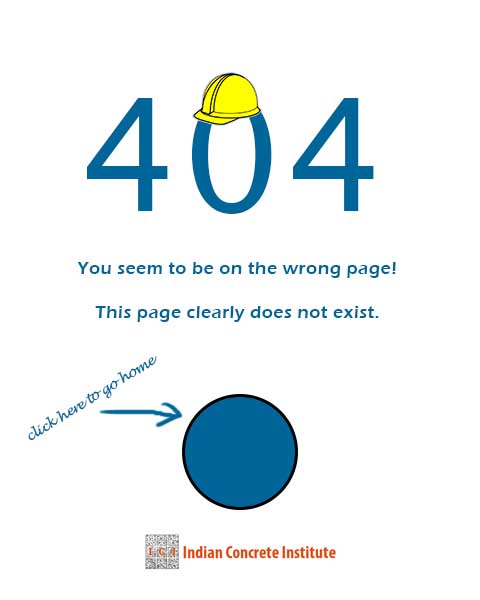 404
You seem to be on the wrong page!
This page clearly does not exist.
click here to go home
I C I Indian Concrete Institute